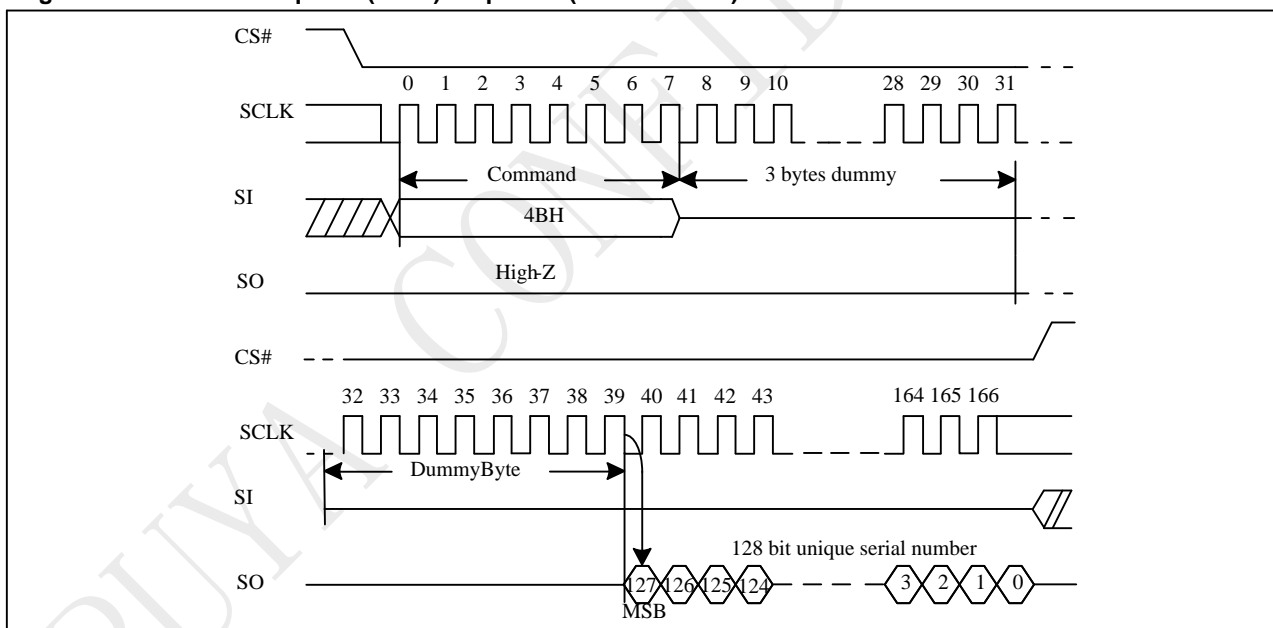 CS#
0 1 2 3 4 5 6 7 8 9 10 28 29 30 31
SCLK
Command 3 bytes dummy
SI
4BH
High-Z
SO
CS#
32 33 34 35 36 37 38 39 40 41 42 43 164 165 166
SCLK
DummyByte
SI
128 bit unique serial number
SO 127 126 125 124 3 2 1 0
MSB
PUYA